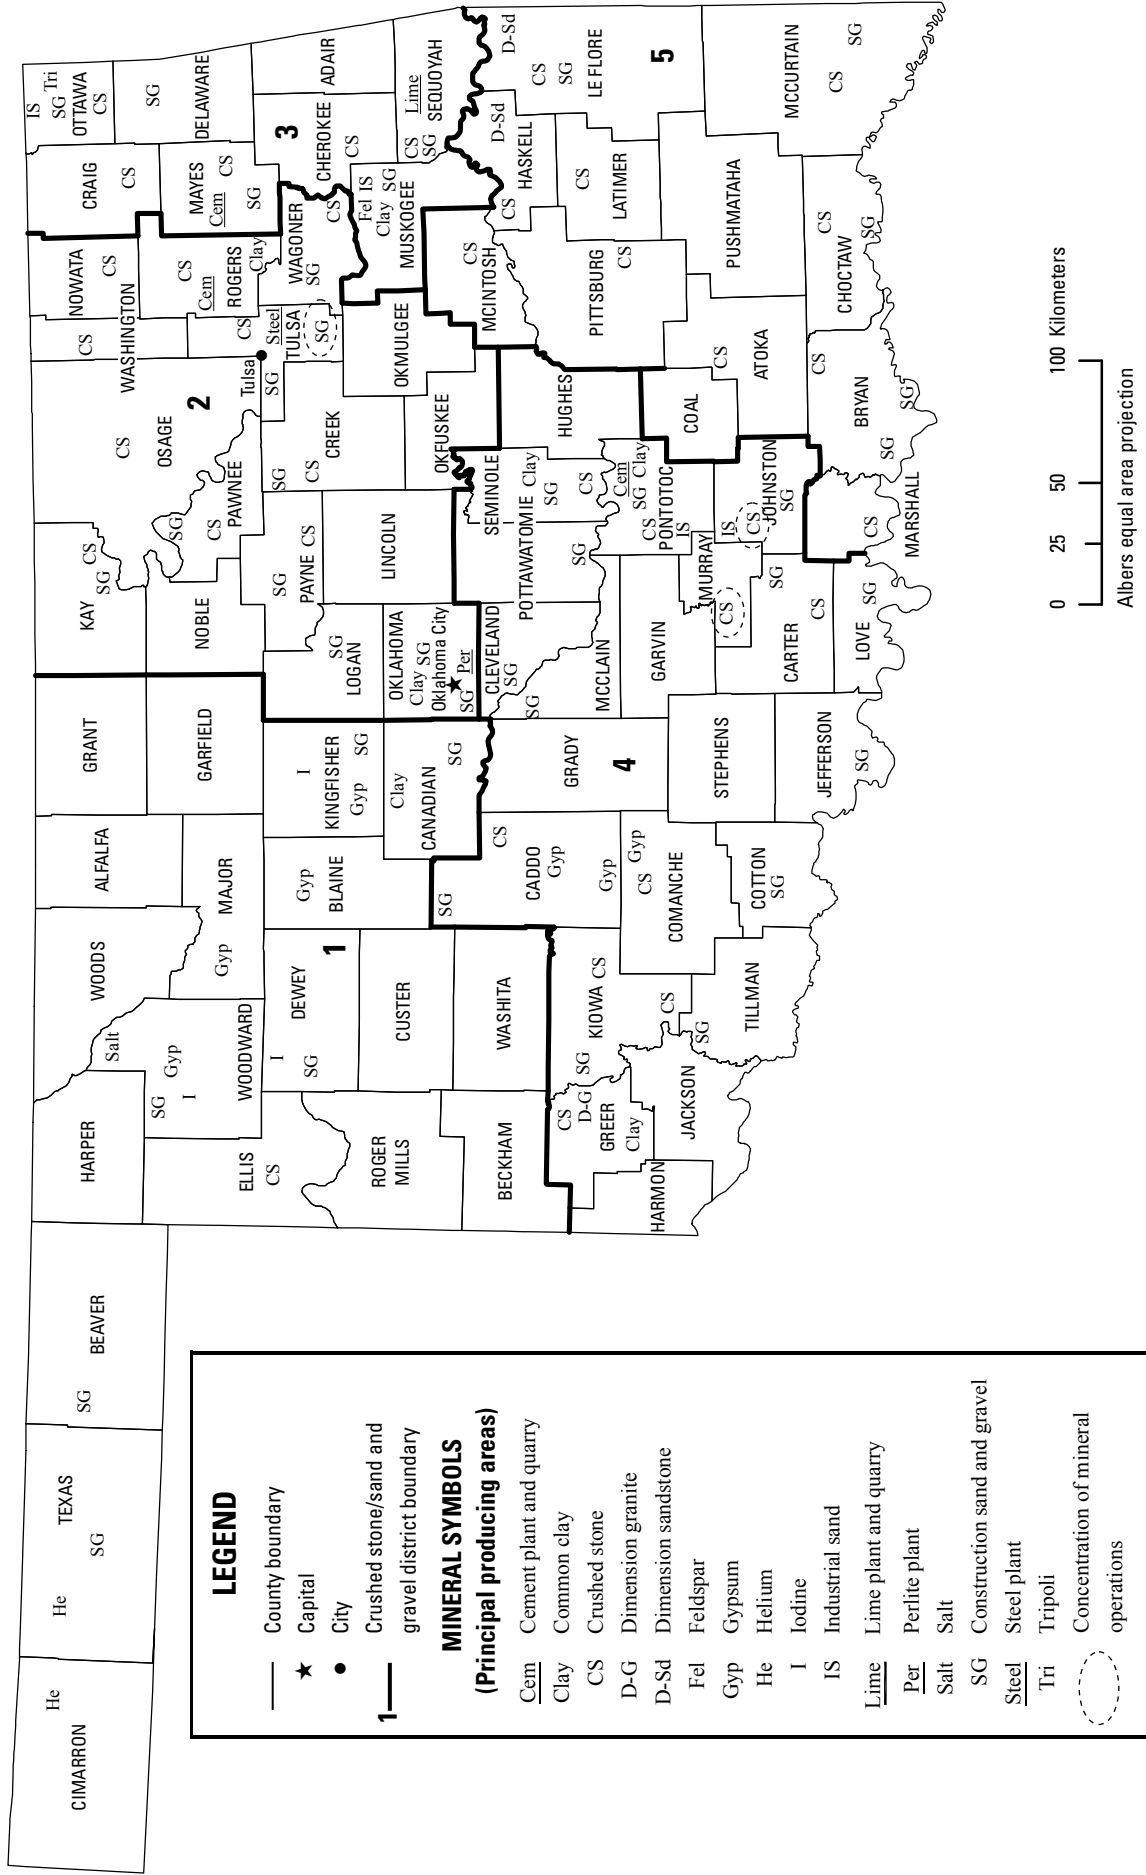 CIMARRON
He
TEXAS
He
SG
BEAVER
SG
HARPER
ELLIS
CS
WOODWARD
SG
I
Gyp
Salt
WOODS
ALFALFA
GRANT
MAJOR
Gyp
GARFIELD
DEWEY
I
SG
1
BLAINE
Gyp
KINGFISHER
I
Gyp
SG
ROGER
MILLS
CUSTER
CANADIAN
Clay
SG
BECKHAM
WASHITA
KAY
SG
CS
NOBLE
OSAGE
CS
2
PAWNEE
SG
CS
WASHINGTON
CS
NOWATA
CS
ROGERS
CS
Cem
Clay
Tulsa
TULSA
CS
Steel
SG
SG
CREEK
SG
CS
PAYNE
SG
CS
LOGAN
SG
LINCOLN
OKLAHOMA
Clay
SG
Oklahoma City
SG
Per
OKFUSKEE
OKMULGEE
WAGONER
SG
CS
CRAIG
CS
OTTAWA
IS
SG
Tri
CS
DELAWARE
SG
MAYES
Cem
CS
SG
3
CHEROKEE
CS
ADAIR
MUSKOGEE
Fel
IS
Clay
SG
SEQUOYAH
Lime
CS
SG
HARMON
GREER
CS
D-G
Clay
JACKSON
KIOWA
SG
CS
CS
TILLMAN
SG
CADDO
SG
CS
Gyp
Gyp
COMANCHE
CS
Gyp
COTTON
SG
GRADY
4
STEPHENS
JEFFERSON
SG
MCCLAIN
SG
CLEVELAND
SG
POTTAWATOMIE
SG
SEMINOLE
Clay
SG
CS
HUGHES
GARVIN
MURRAY
CS
PONTOTOC
CS
IS
Cem
SG
Clay
JOHNSTON
IS
CS
SG
CARTER
SG
CS
LOVE
SG
MARSHALL
CS
MCINTOSH
CS
HASKELL
D-Sd
CS
LE FLORE
D-Sd
CS
SG
5
LATIMER
CS
PITTSBURG
CS
COAL
ATOKA
CS
PUSHMATAHA
MCCURTAIN
CS
SG
CHOCTAW
CS
SG
BRYAN
CS
SG
SG
LEGEND
County boundary
Capital
City
1
Crushed stone/sand and
gravel district boundary
MINERAL SYMBOLS
(Principal producing areas)
Cem Cement plant and quarry
Clay Common clay
CS Crushed stone
D-G Dimension granite
D-Sd Dimension sandstone
Fel Feldspar
Gyp Gypsum
He Helium
I Iodine
IS Industrial sand
Lime Lime plant and quarry
Per Perlite plant
Salt Salt
SG Construction sand and gravel
Steel Steel plant
Tri Tripoli
Concentration of mineral
operations
0 25 50 100 Kilometers
Albers equal area projection